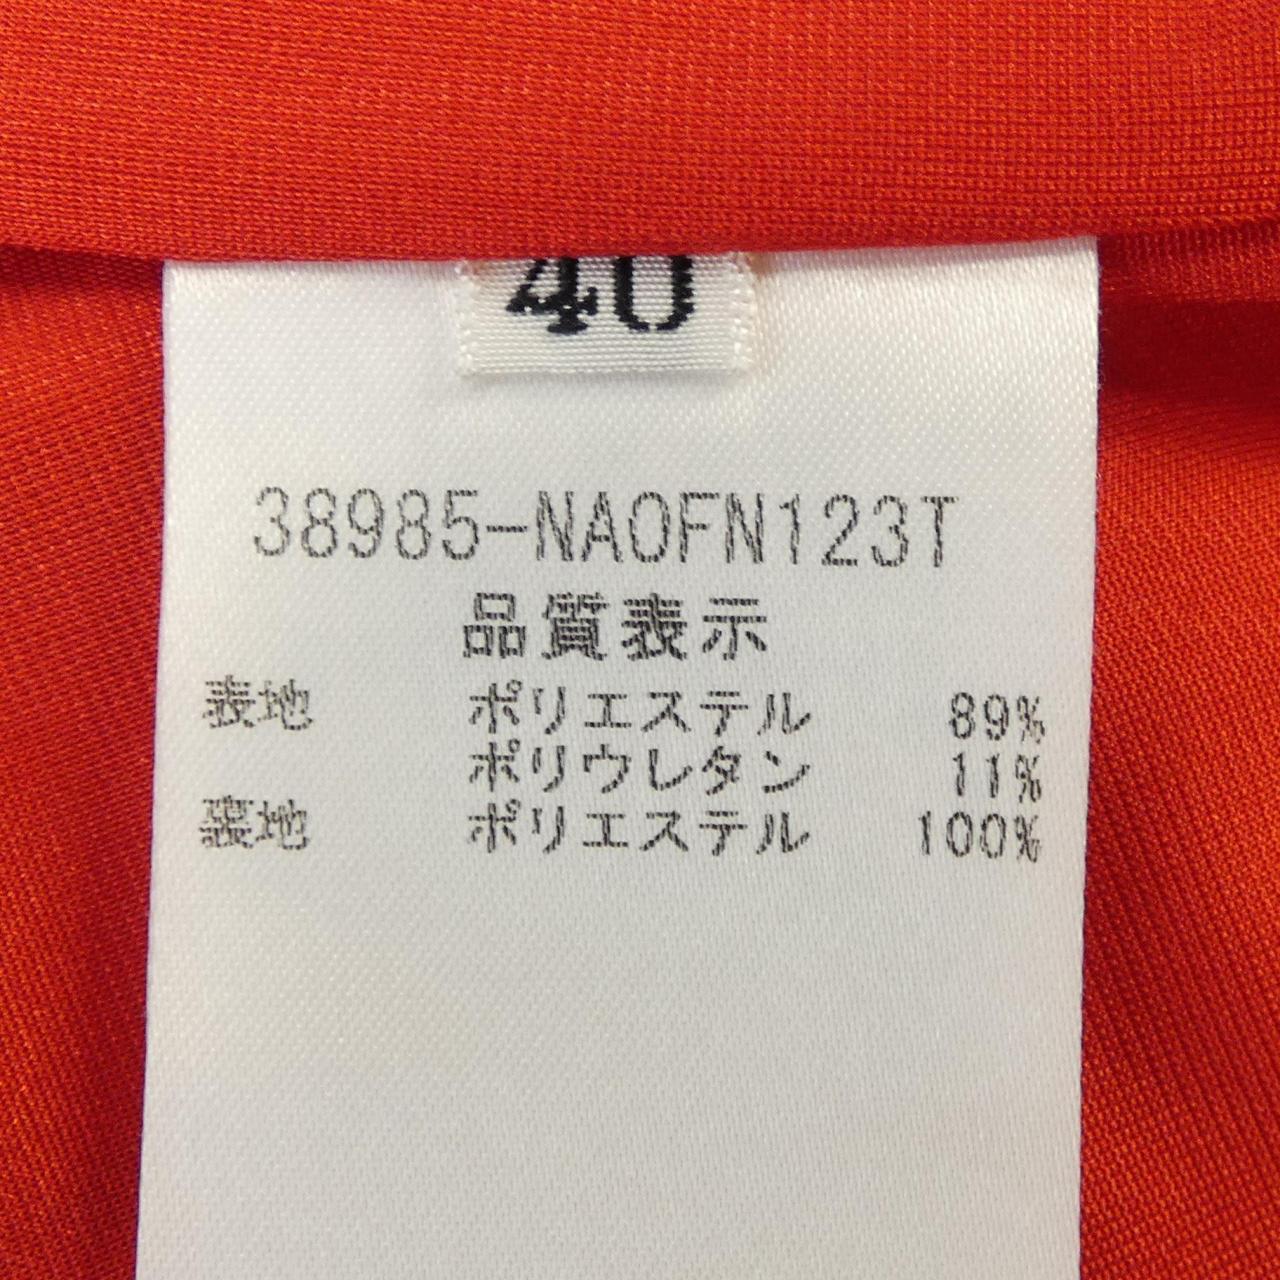 40
38985-NAOFN123T
品質表示
表地 ポリエステル 89%
ポリウレタン 11%
裏地 ポリエステル 100%